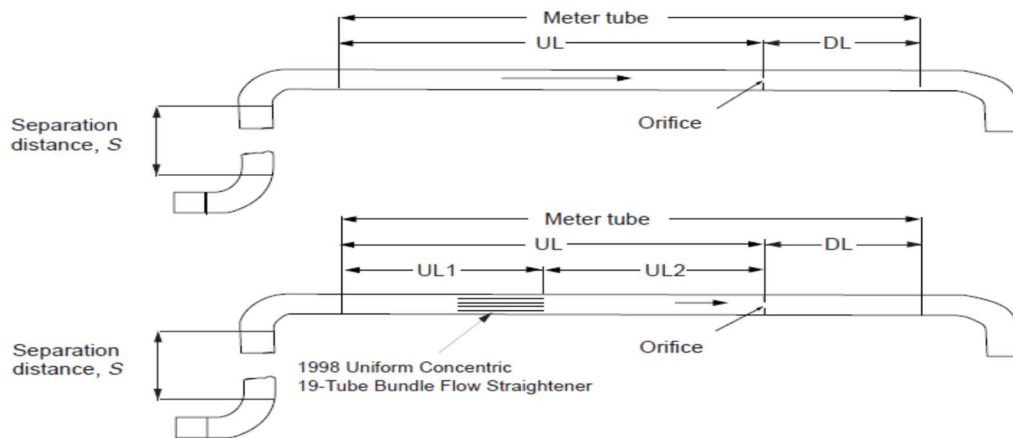 Meter tube
UL DL
Orifice
Separation
distance, S
Meter tube
UL DL
UL1 UL2
Orifice
Separation
distance, S
1998 Uniform Concentric
19-Tube Bundle Flow Straightener